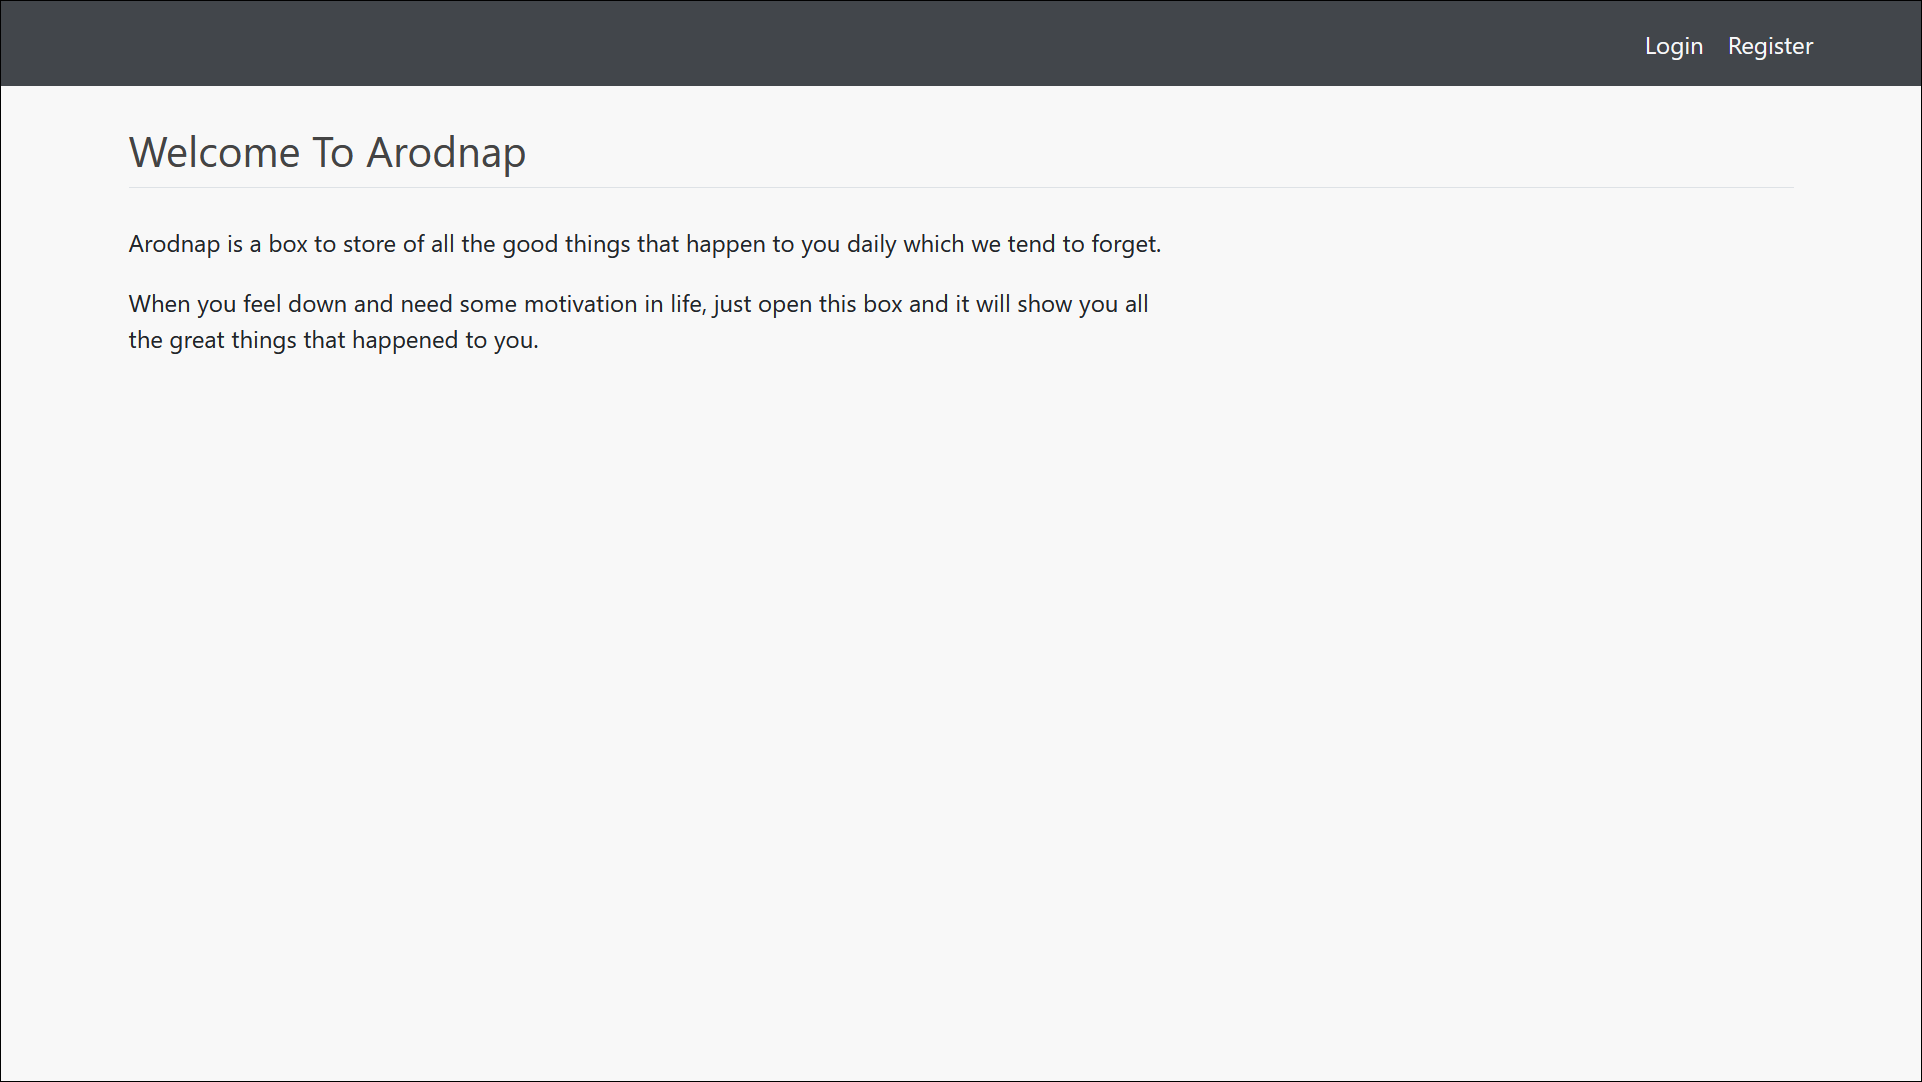 Login Register
Welcome To Arodnap
Arodnap is a box to store of all the good things that happen to you daily which we tend to forget.
When you feel down and need some motivation in life, just open this box and it will show you all
the great things that happened to you.